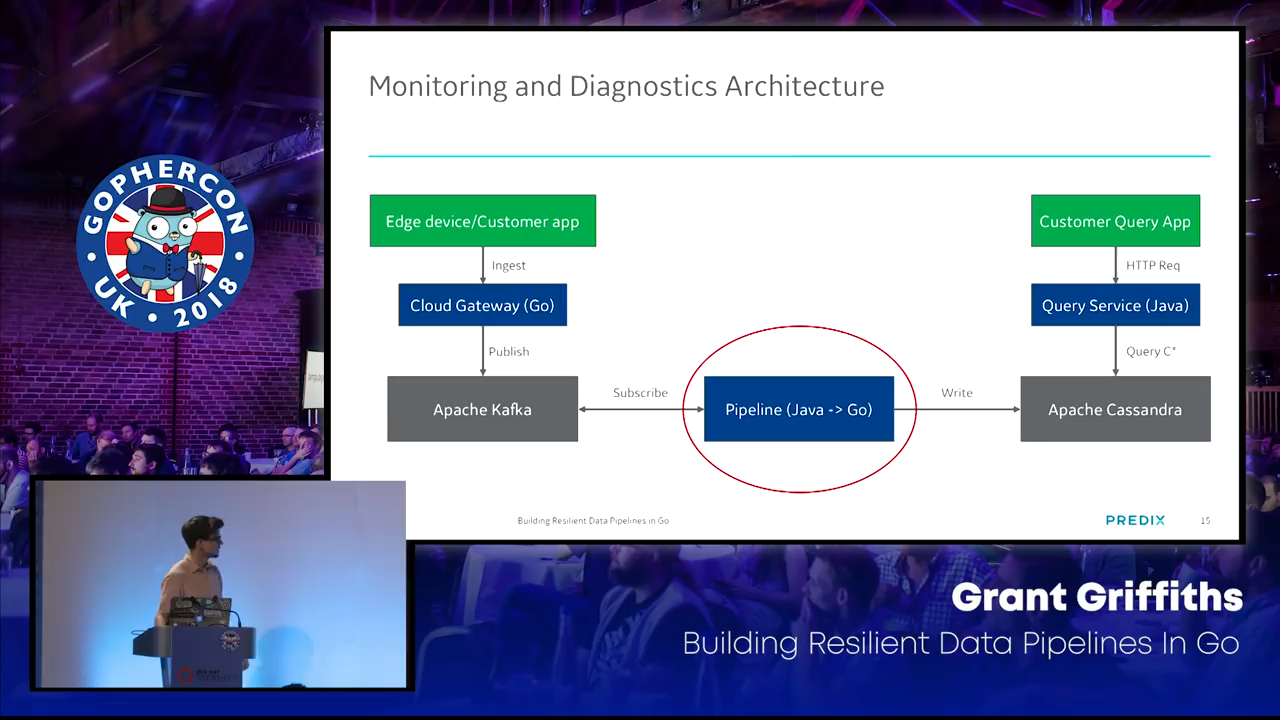 Monitoring and Diagnostics Architecture
Edge device/Customer app
Customer Query App
Ingest
HTTP Req
Cloud Gateway (Go)
Query Service (Java)
Publish
Query C*
Subscribe
Write
Apache Kafka
Pipeline (Java -> Go)
Apache Cassandra
Building Resilient Data Pipelines in Go
PREDIX
15
GOPHERCON
UK • 2018
Grant Griffiths
Building Resilient Data Pipelines In Go